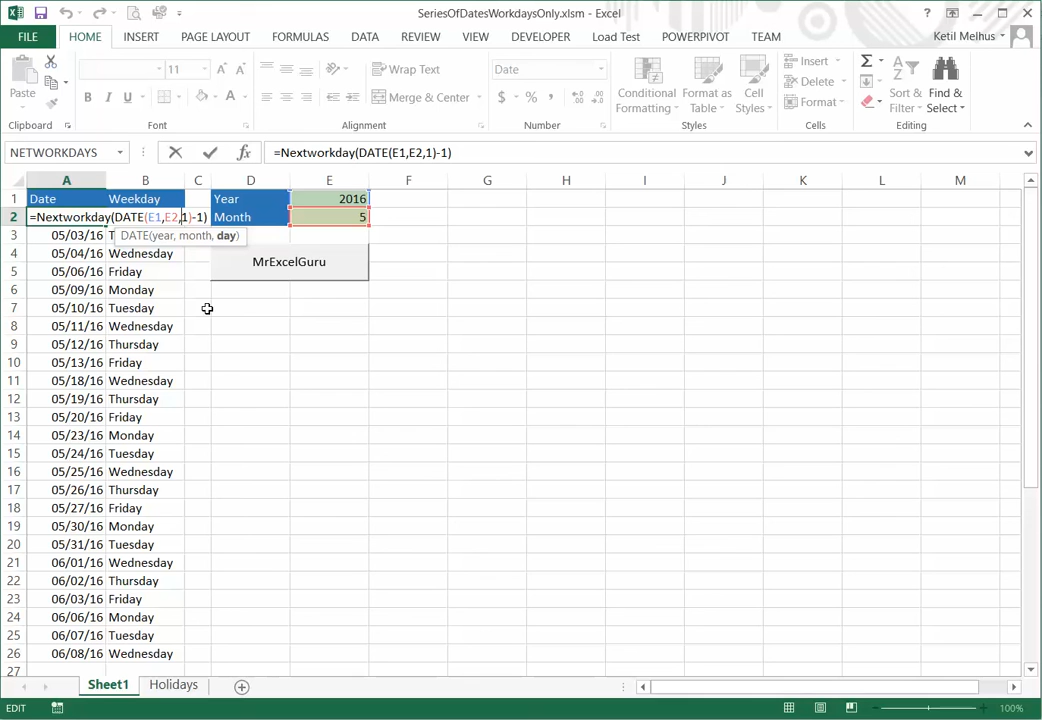 SeriesOfDatesWorkdaysOnly.xlsm - Excel
FILE HOME INSERT PAGE LAYOUT FORMULAS DATA REVIEW VIEW DEVELOPER Load Test POWERPIVOT TEAM Ketil Melhus
Paste 11 Wrap Text Date Conditional Format as Cell Insert Sort & Find &
B I U Merge & Center $ % Formatting Table Styles Delete Filter Select
Format
Clipboard Font Alignment Number Styles Cells Editing
NETWORKDAYS =Nextworkday(DATE(E1,E2,1)-1)
A B C D E F G H I J K L M
1 Date Weekday Year 2016
2 =Nextworkday(DATE(E1,E2,1)-1) Month 5
3 05/03/16 T DATE(year, month, day)
4 05/04/16 Wednesday
5 05/06/16 Friday MrExcelGuru
6 05/09/16 Monday
7 05/10/16 Tuesday
8 05/11/16 Wednesday
9 05/12/16 Thursday
10 05/13/16 Friday
11 05/18/16 Wednesday
12 05/19/16 Thursday
13 05/20/16 Friday
14 05/23/16 Monday
15 05/24/16 Tuesday
16 05/25/16 Wednesday
17 05/26/16 Thursday
18 05/27/16 Friday
19 05/30/16 Monday
20 05/31/16 Tuesday
21 06/01/16 Wednesday
22 06/02/16 Thursday
23 06/03/16 Friday
24 06/06/16 Monday
25 06/07/16 Tuesday
26 06/08/16 Wednesday
27
Sheet1 Holidays
EDIT 100%